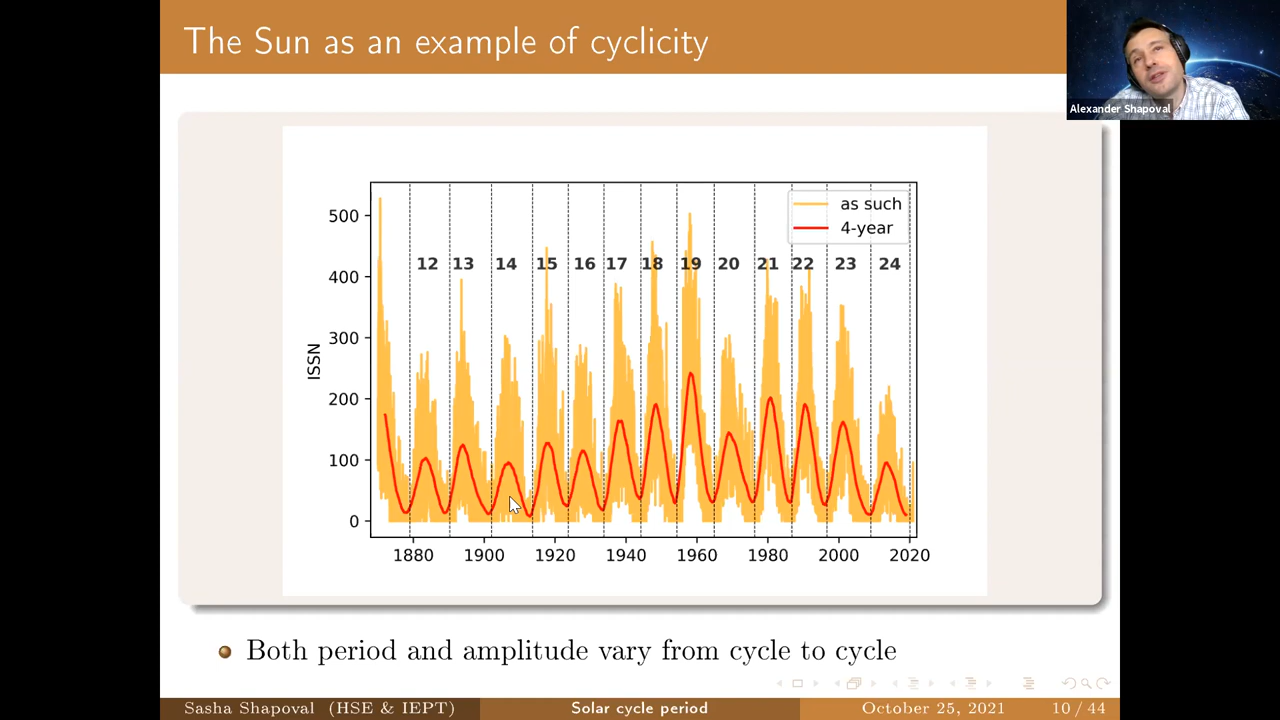 The Sun as an example of cyclicity
Alexander Shapoval
as such
4-year
500
400
300
200
100
0
ISSN
12 13 14 15 16 17 18 19 20 21 22 23 24
1880 1900 1920 1940 1960 1980 2000 2020
Both period and amplitude vary from cycle to cycle
Sasha Shapoval (HSE & IEPT) Solar cycle period October 25, 2021 10 / 44